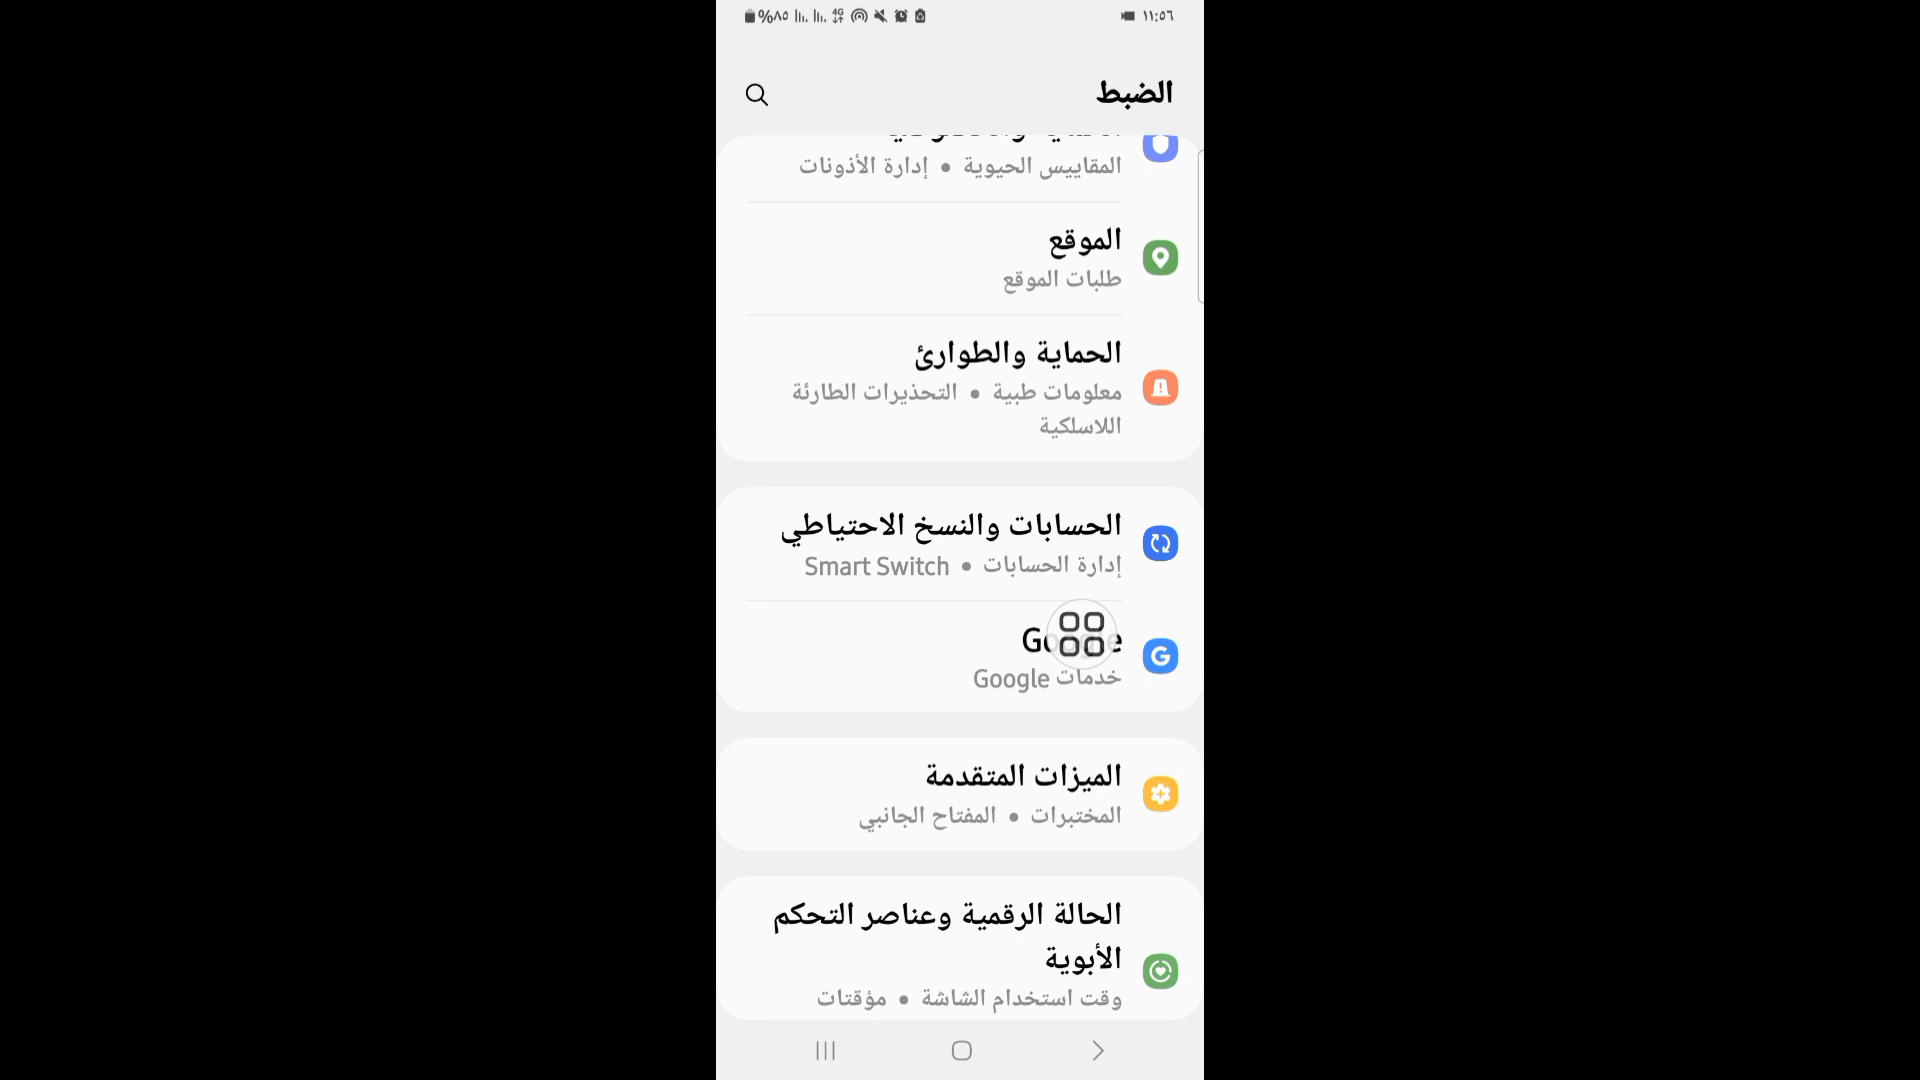 ١١:٥٦
4G
%٨٥
الضبط
المقاييس الحيوية • إدارة الأذونات
الموقع
طلبات الموقع
الحماية والطوارئ
معلومات طبية • التحذيرات الطارئة
اللاسلكية
الحسابات والنسخ الاحتياطي
إدارة الحسابات • Smart Switch
Google
خدمات Google
الميزات المتقدمة
المختبرات • المفتاح الجانبي
الحالة الرقمية وعناصر التحكم
الأبوية
وقت استخدام الشاشة • مؤقتات